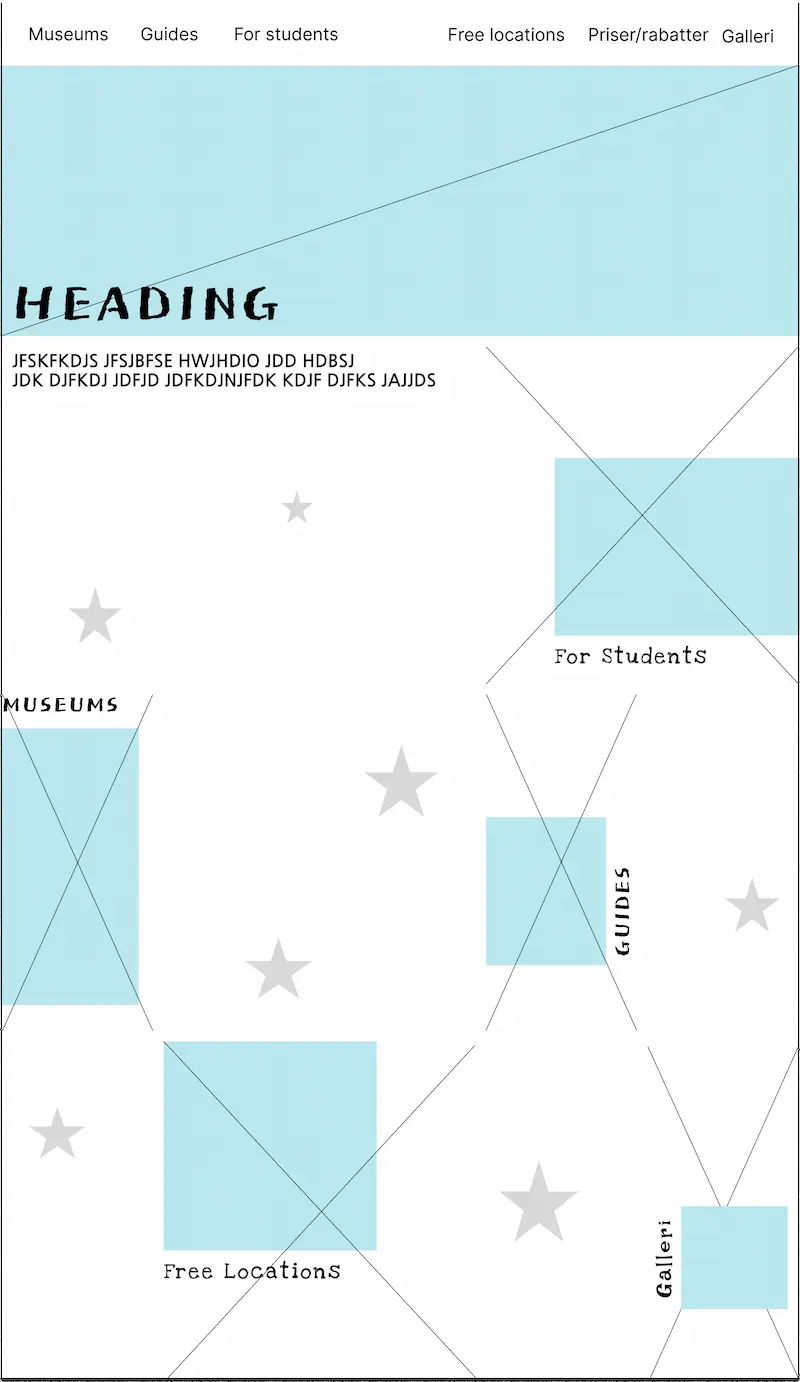 Museums Guides For students Free locations Priser/rabatter Galleri
HEADING
JFSKFKDJS JFSJBFSE HWJHDIO JDD HDBSJ
JDK DJFKDJ JDFJD JDFKDJNJFDK KDJF DJFKS JAJJDS
For Students
MUSEUMS
GUIDES
Free Locations
Galleri